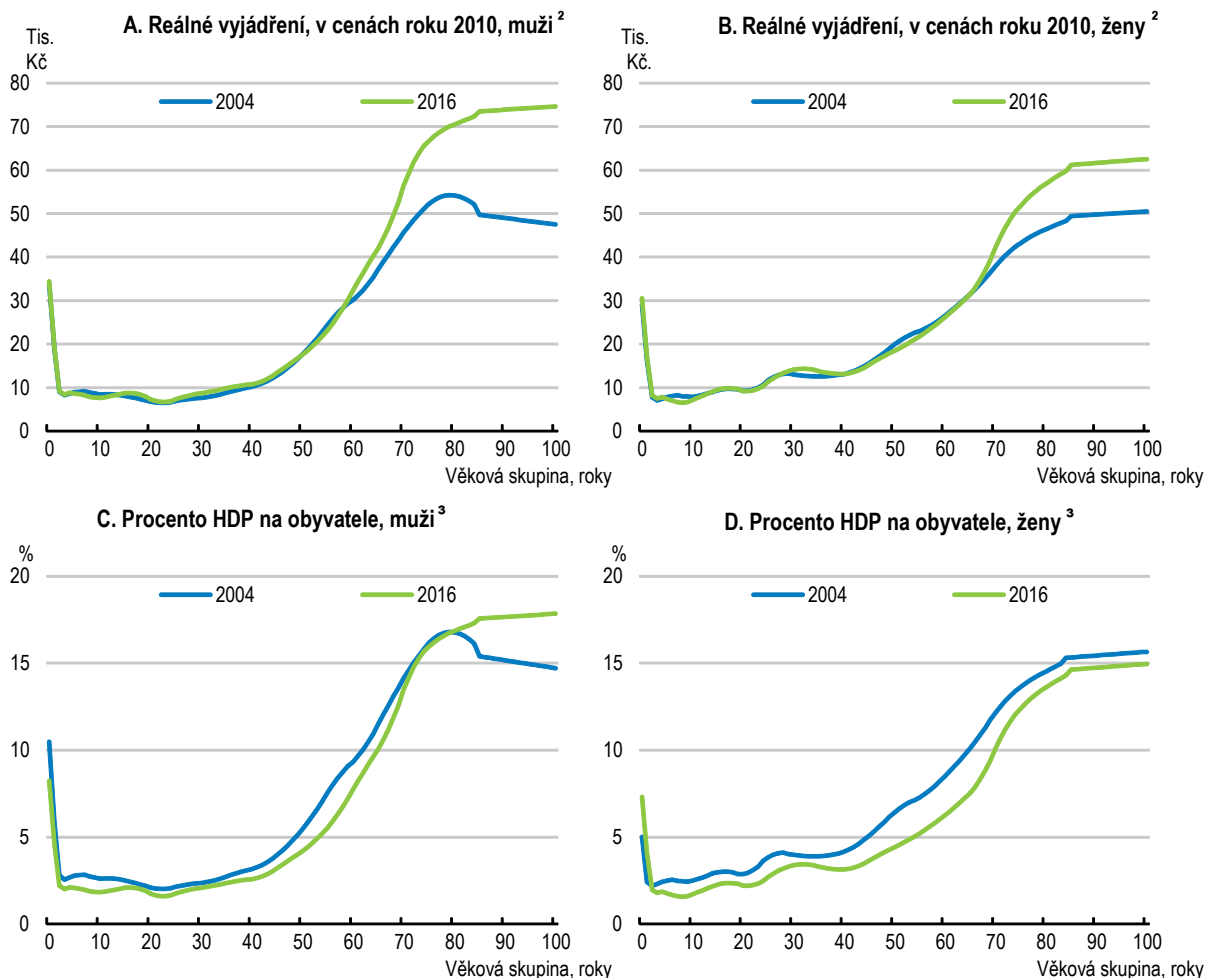 A. Reálné vyjádření, v cenách roku 2010, muži ²
Tis.
Kč
2004
2016
80
70
60
50
40
30
20
10
0
0 10 20 30 40 50 60 70 80 90 100
Věková skupina, roky
B. Reálné vyjádření, v cenách roku 2010, ženy ²
Tis.
Kč.
2004
2016
80
70
60
50
40
30
20
10
0
0 10 20 30 40 50 60 70 80 90 100
Věková skupina, roky
C. Procento HDP na obyvatele, muži ³
%
2004
2016
20
15
10
5
0
0 10 20 30 40 50 60 70 80 90 100
Věková skupina, roky
D. Procento HDP na obyvatele, ženy ³
%
2004
2016
20
15
10
5
0
0 10 20 30 40 50 60 70 80 90 100
Věková skupina, roky